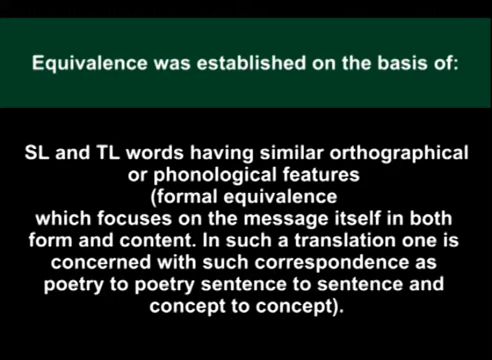 Equivalence was established on the basis of:
SL and TL words having similar orthographical
or phonological features
(formal equivalence
which focuses on the message itself in both
form and content. In such a translation one is
concerned with such correspondence as
poetry to poetry sentence to sentence and
concept to concept).